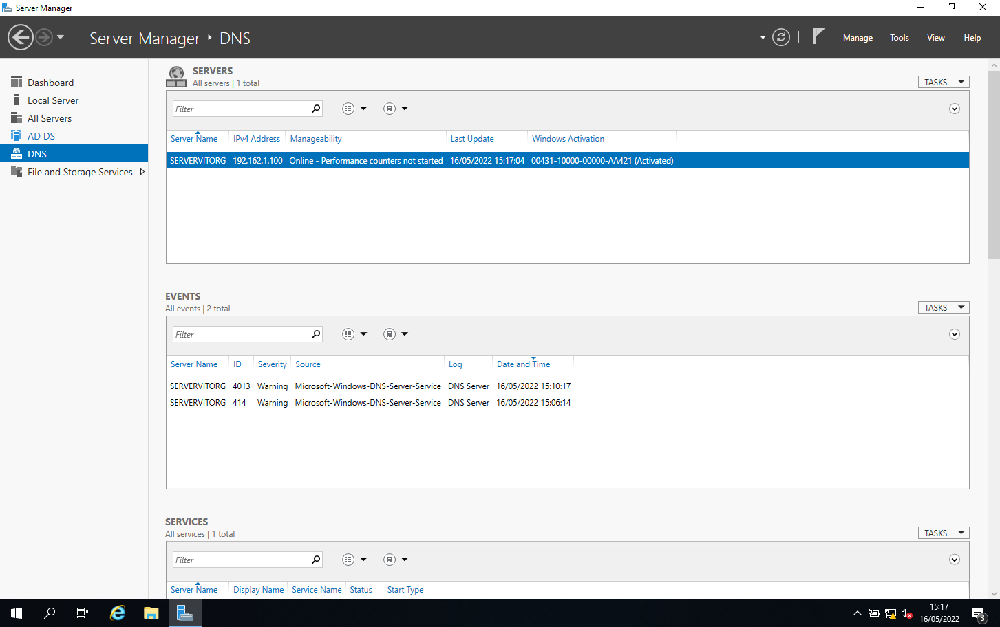 Server Manager
Server Manager ‣ DNS
Manage Tools View Help
Dashboard
Local Server
All Servers
AD DS
DNS
File and Storage Services
SERVERS
All servers | 1 total
TASKS
Filter
Server Name IPv4 Address Manageability Last Update Windows Activation
SERVERVITORG 192.162.1.100 Online - Performance counters not started 16/05/2022 15:17:04 00431-10000-00000-AA421 (Activated)
EVENTS
All events | 2 total
TASKS
Filter
Server Name ID Severity Source Log Date and Time
SERVERVITORG 4013 Warning Microsoft-Windows-DNS-Server-Service DNS Server 16/05/2022 15:10:17
SERVERVITORG 414 Warning Microsoft-Windows-DNS-Server-Service DNS Server 16/05/2022 15:06:14
SERVICES
All services | 1 total
TASKS
Filter
Server Name Display Name Service Name Status Start Type
15:17
16/05/2022
3